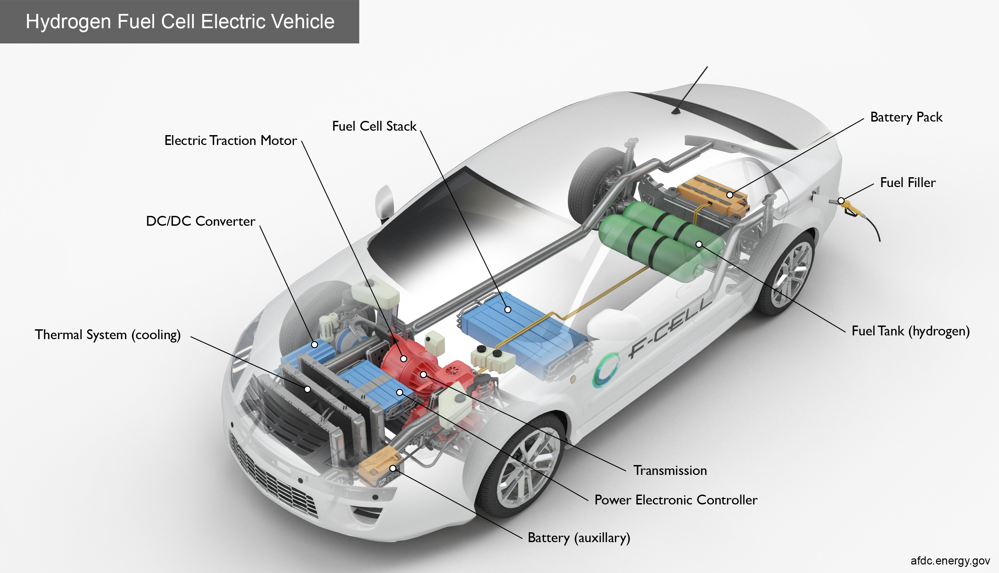 Hydrogen Fuel Cell Electric Vehicle
Battery Pack
Fuel Cell Stack
Electric Traction Motor
Fuel Filler
DC/DC Converter
Fuel Tank (hydrogen)
Thermal System (cooling)
F-CELL
Transmission
Power Electronic Controller
Battery (auxillary)
afdc.energy.gov